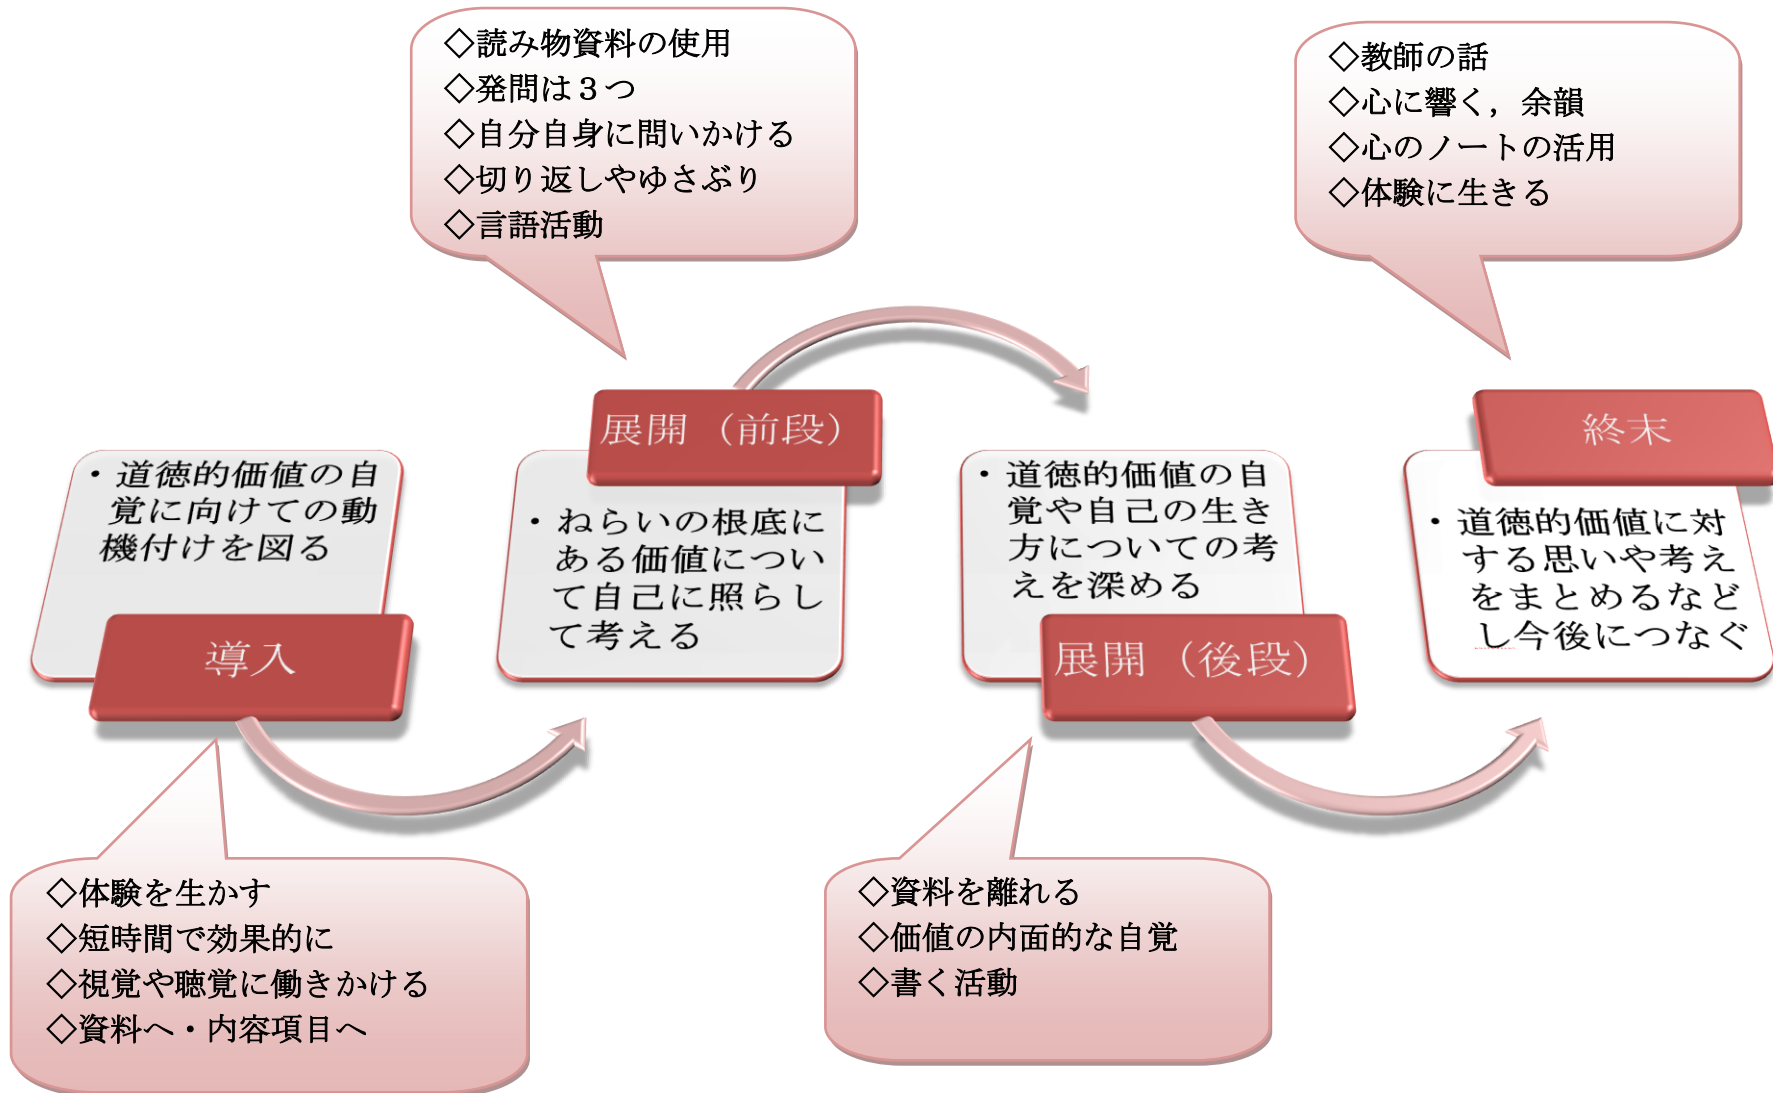 ◇読み物資料の使用
◇発問は３つ
◇自分自身に問いかける
◇切り返しやゆさぶり
◇言語活動
◇教師の話
◇心に響く，余韻
◇心のノートの活用
◇体験に生きる
・道徳的価値の自
覚に向けての動
機付けを図る
導入
展開（前段）
・ねらいの根底に
ある価値につい
て自己に照らし
て考える
・道徳的価値の自
覚や自己の生き
方についての考
えを深める
展開（後段）
終末
・道徳的価値に対
する思いや考え
をまとめるなど
し今後につなぐ
◇体験を生かす
◇短時間で効果的に
◇視覚や聴覚に働きかける
◇資料へ・内容項目へ
◇資料を離れる
◇価値の内面的な自覚
◇書く活動